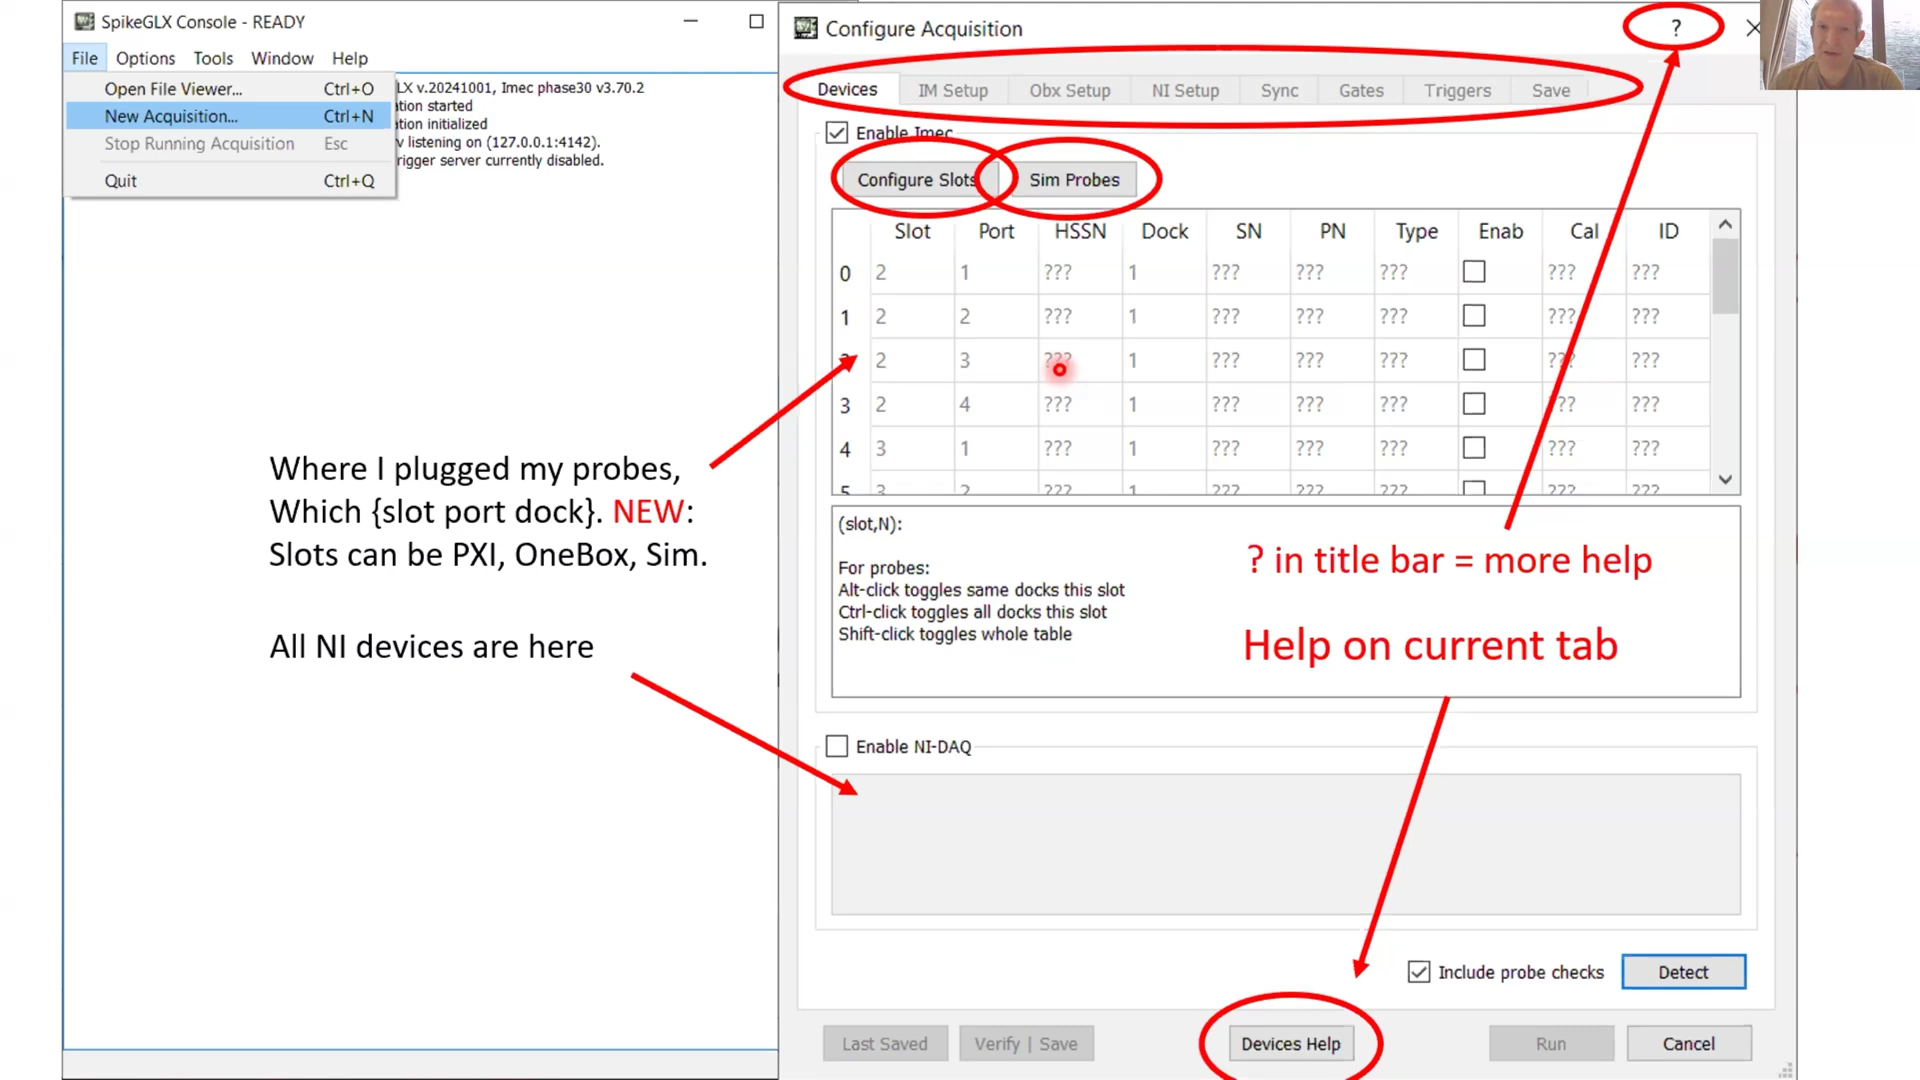 SpikeGLX Console - READY
File Options Tools Window Help
Open File Viewer... Ctrl+O
New Acquisition... Ctrl+N
Stop Running Acquisition Esc
Quit Ctrl+Q
LX v.20241001, Imec phase30 v3.70.2
ation started
ation initialized
v listening on (127.0.0.1:4142).
rigger server currently disabled.
Where I plugged my probes,
Which {slot port dock}. NEW:
Slots can be PXI, OneBox, Sim.
All NI devices are here
Configure Acquisition ?
Devices IM Setup Obx Setup NI Setup Sync Gates Triggers Save
Enable Imec
Configure Slots Sim Probes
Slot Port HSSN Dock SN PN Type Enab Cal ID
0 2 1 ??? 1 ??? ??? ??? ??? ???
1 2 2 ??? 1 ??? ??? ??? ??? ???
2 2 3 ??? 1 ??? ??? ??? ??? ???
3 2 4 ??? 1 ??? ??? ??? ??? ???
4 3 1 ??? 1 ??? ??? ??? ??? ???
5 3 2 ??? 1 ??? ??? ??? ??? ???
(slot,N):
For probes:
Alt-click toggles same docks this slot
Ctrl-click toggles all docks this slot
Shift-click toggles whole table
? in title bar = more help
Help on current tab
Enable NI-DAQ
Include probe checks Detect
Last Saved Verify | Save Devices Help Run Cancel